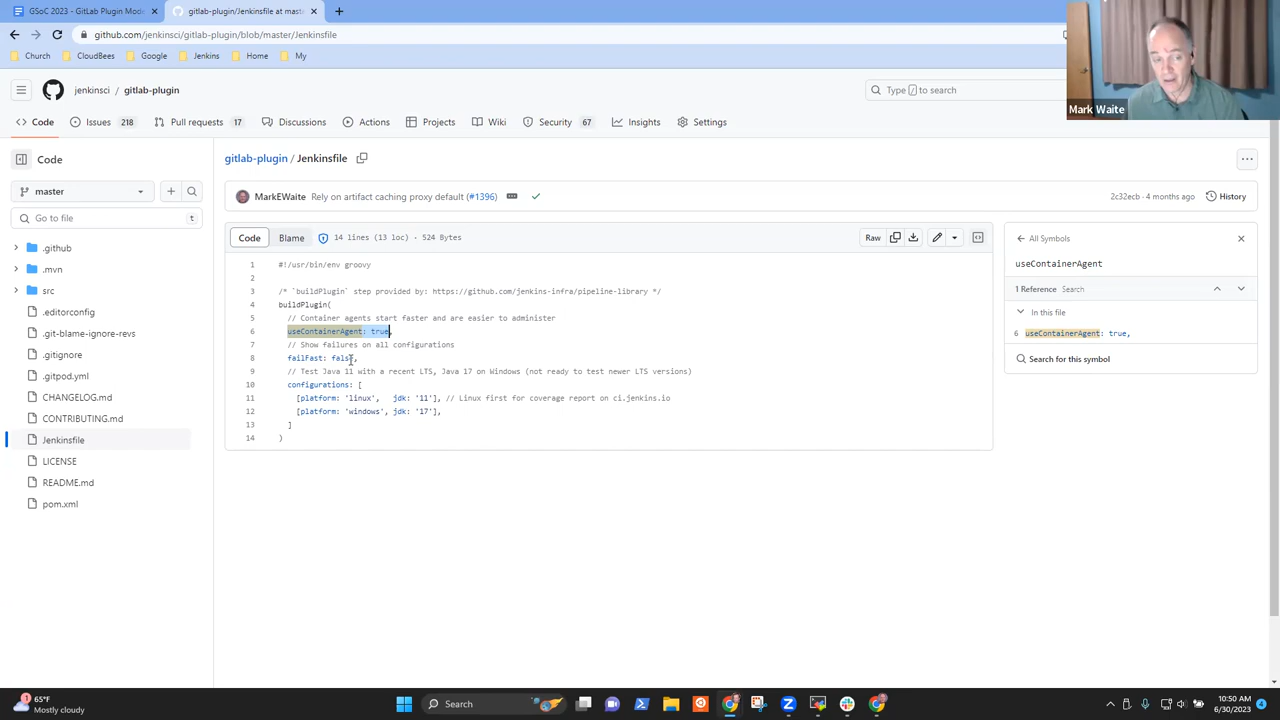 GSoC 2023 - GitLab Plugin Mode
gitlab-plugin/Jenkinsfile at mast
github.com/jenkinsci/gitlab-plugin/blob/master/Jenkinsfile
Church
CloudBees
Google
Jenkins
Home
My
Mark Waite
jenkinsci / gitlab-plugin
Type / to search
Code
Issues 218
Pull requests 17
Discussions
Actions
Projects
Wiki
Security 67
Insights
Settings
Code
master
Go to file t
.github
.mvn
src
.editorconfig
.git-blame-ignore-revs
.gitignore
.gitpod.yml
CHANGELOG.md
CONTRIBUTING.md
Jenkinsfile
LICENSE
README.md
pom.xml
gitlab-plugin / Jenkinsfile
MarkEWaite Rely on artifact caching proxy default (#1396)
2c32ecb · 4 months ago History
Code Blame 14 lines (13 loc) · 524 Bytes
Raw
1 #!/usr/bin/env groovy
2
3 /* `buildPlugin` step provided by: https://github.com/jenkins-infra/pipeline-library */
4 buildPlugin(
5 // Container agents start faster and are easier to administer
6 useContainerAgent: true,
7 // Show failures on all configurations
8 failFast: false,
9 // Test Java 11 with a recent LTS, Java 17 on Windows (not ready to test newer LTS versions)
10 configurations: [
11 [platform: 'linux', jdk: '11'], // Linux first for coverage report on ci.jenkins.io
12 [platform: 'windows', jdk: '17'],
13 ]
14 )
All Symbols
useContainerAgent
1 Reference Search
In this file
6 useContainerAgent: true,
Search for this symbol
1
65°F
Mostly cloudy
Search
10:50 AM
6/30/2023